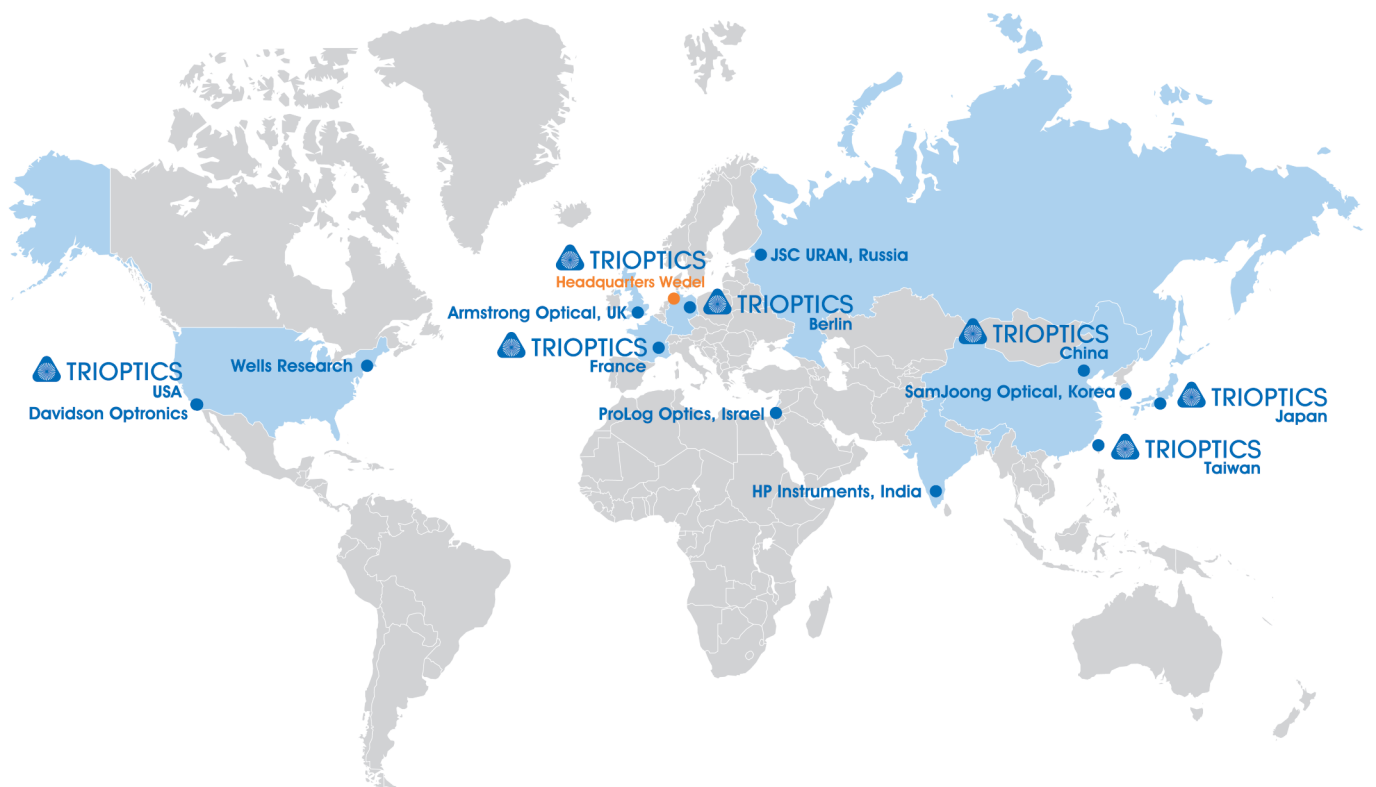 TRIOPTICS
Headquarters Wedel
JSC URAN, Russia
Armstrong Optical, UK
TRIOPTICS
Berlin
TRIOPTICS
France
TRIOPTICS
China
Wells Research
TRIOPTICS
USA
Davidson Optronics
SamJoong Optical, Korea
TRIOPTICS
Japan
ProLog Optics, Israel
TRIOPTICS
Taiwan
HP Instruments, India